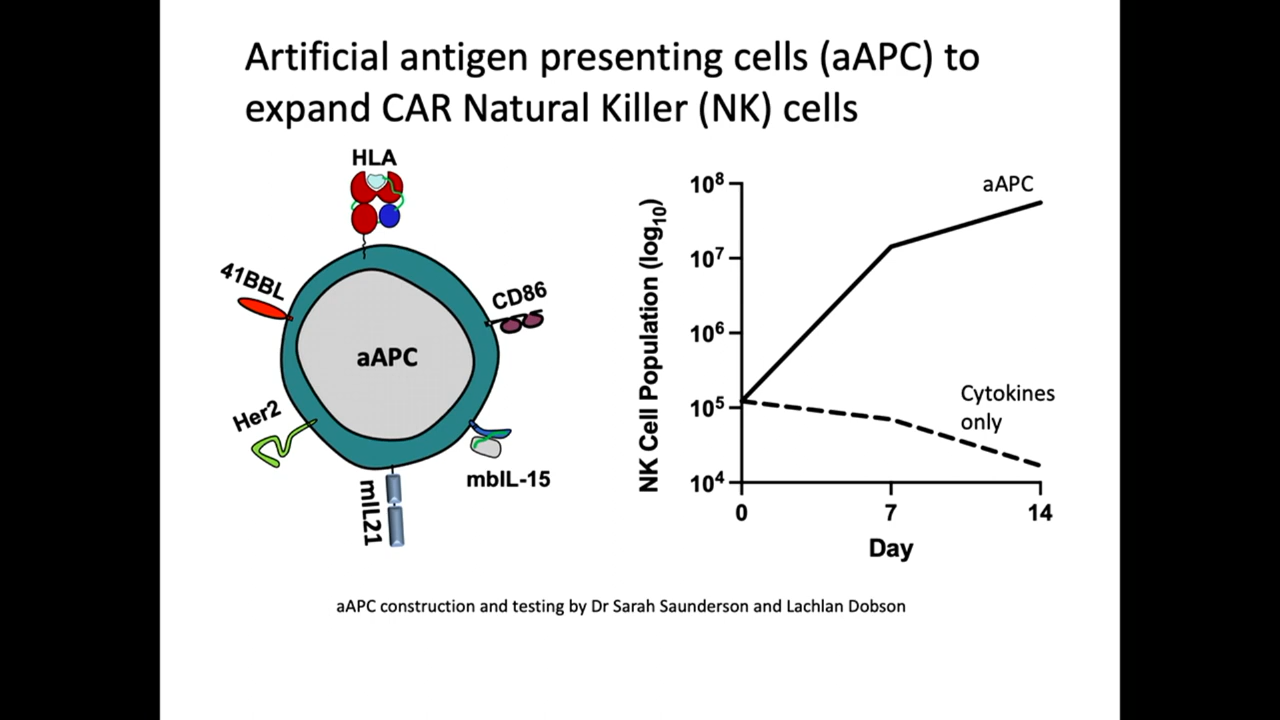 Artificial antigen presenting cells (aAPC) to
expand CAR Natural Killer (NK) cells
HLA
41BBL
CD86
aAPC
Her2
mIL21
mbIL-15
NK Cell Population (log10)
10⁸
10⁷
10⁶
10⁵
10⁴
aAPC
Cytokines
only
0 7 14
Day
aAPC construction and testing by Dr Sarah Saunderson and Lachlan Dobson